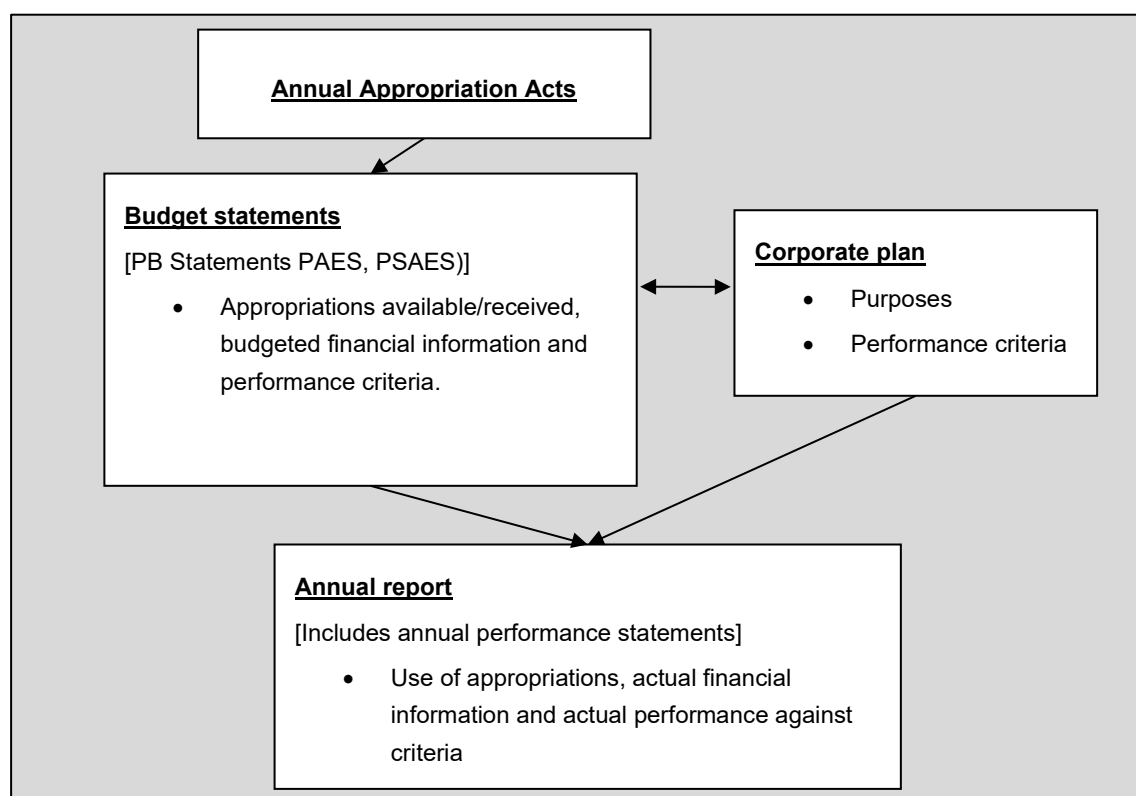 Annual Appropriation Acts
Budget statements
[PB Statements PAES, PSAES)]
• Appropriations available/received,
budgeted financial information and
performance criteria.
Corporate plan
• Purposes
• Performance criteria
Annual report
[Includes annual performance statements]
• Use of appropriations, actual financial
information and actual performance against
criteria